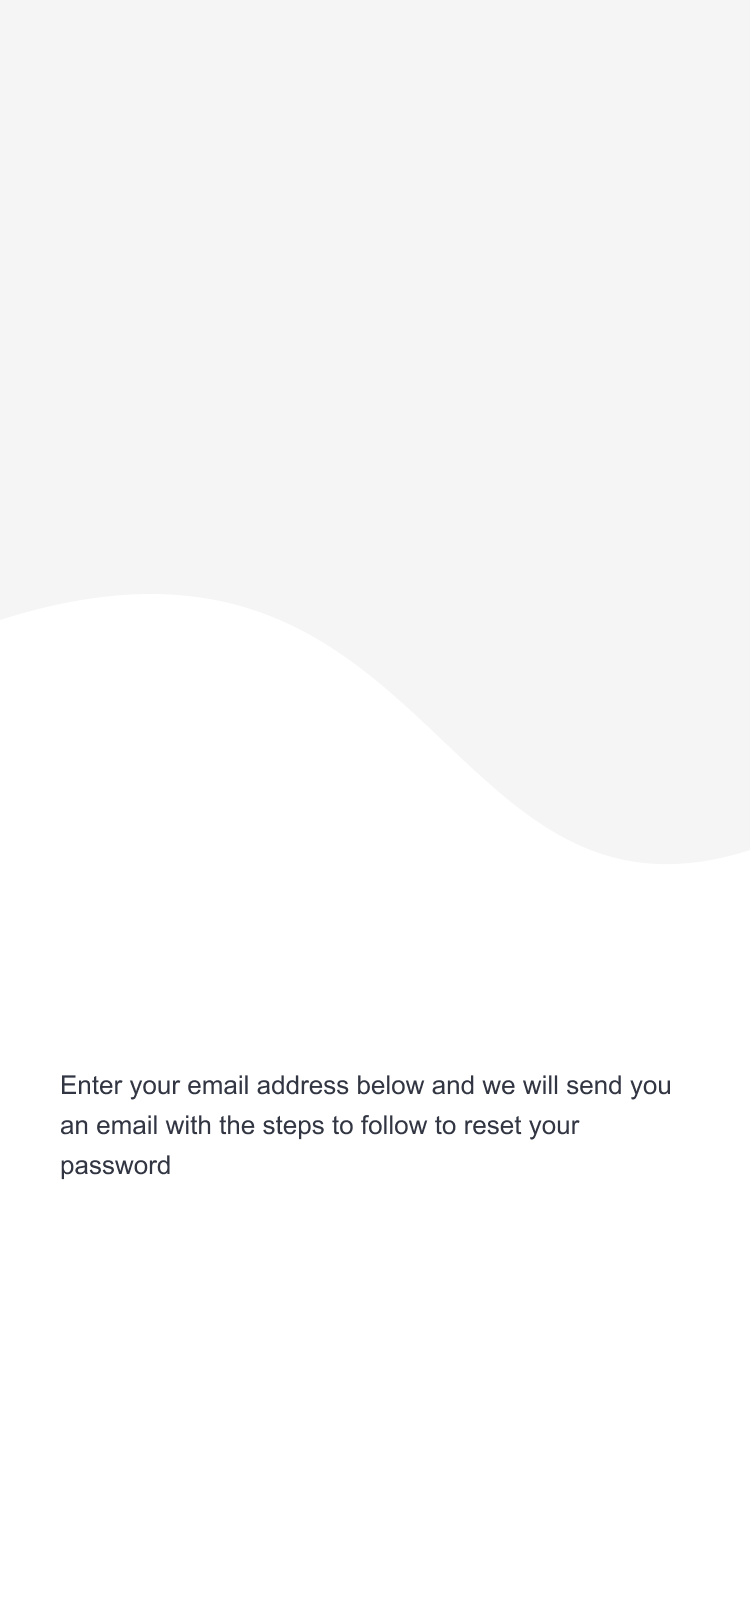 Enter your email address below and we will send you
an email with the steps to follow to reset your
password